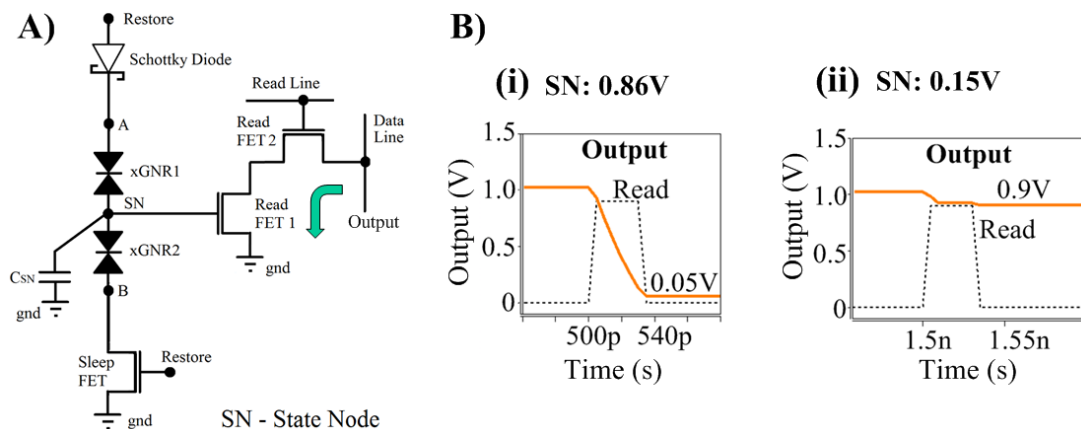 A)
Restore
Schottky Diode
Read Line
A
Read
FET 2
Data
Line
xGNR1
SN
Read
FET 1
Output
xGNR2
gnd
CSN
gnd
B
Sleep
FET
Restore
gnd
SN - State Node
B)
(i) SN: 0.86V
Output (V)
1.5
1.0
0.5
0
Output
Read
0.05V
500p 540p
Time (s)
(ii) SN: 0.15V
Output (V)
1.5
1.0
0.5
0
Output
0.9V
Read
1.5n 1.55n
Time (s)